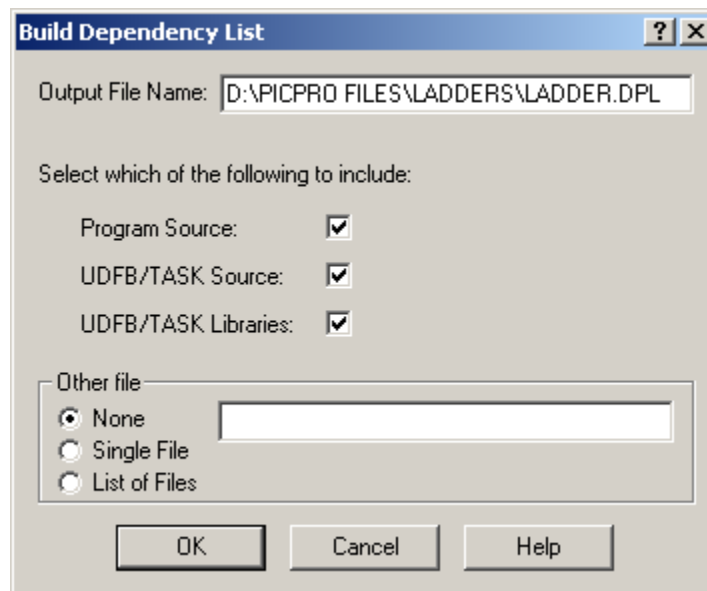 Build Dependency List
Output File Name: D:\PICPRO FILES\LADDERS\LADDER.DPL
Select which of the following to include:
Program Source:
UDFB/TASK Source:
UDFB/TASK Libraries:
Other file
None
Single File
List of Files
OK Cancel Help